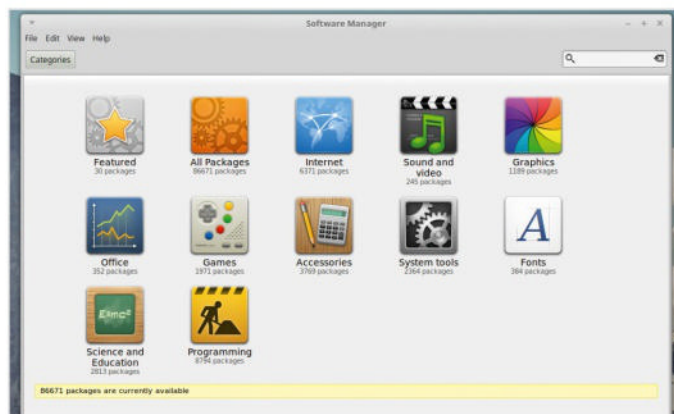 Software Manager
File Edit View Help
Categories
Featured
30 packages
All Packages
86671 packages
Internet
6371 packages
Sound and
video
245 packages
Graphics
1189 packages
Office
352 packages
Games
1971 packages
Accessories
3769 packages
System tools
2364 packages
Fonts
384 packages
Science and
Education
2813 packages
Programming
8794 packages
86671 packages are currently available